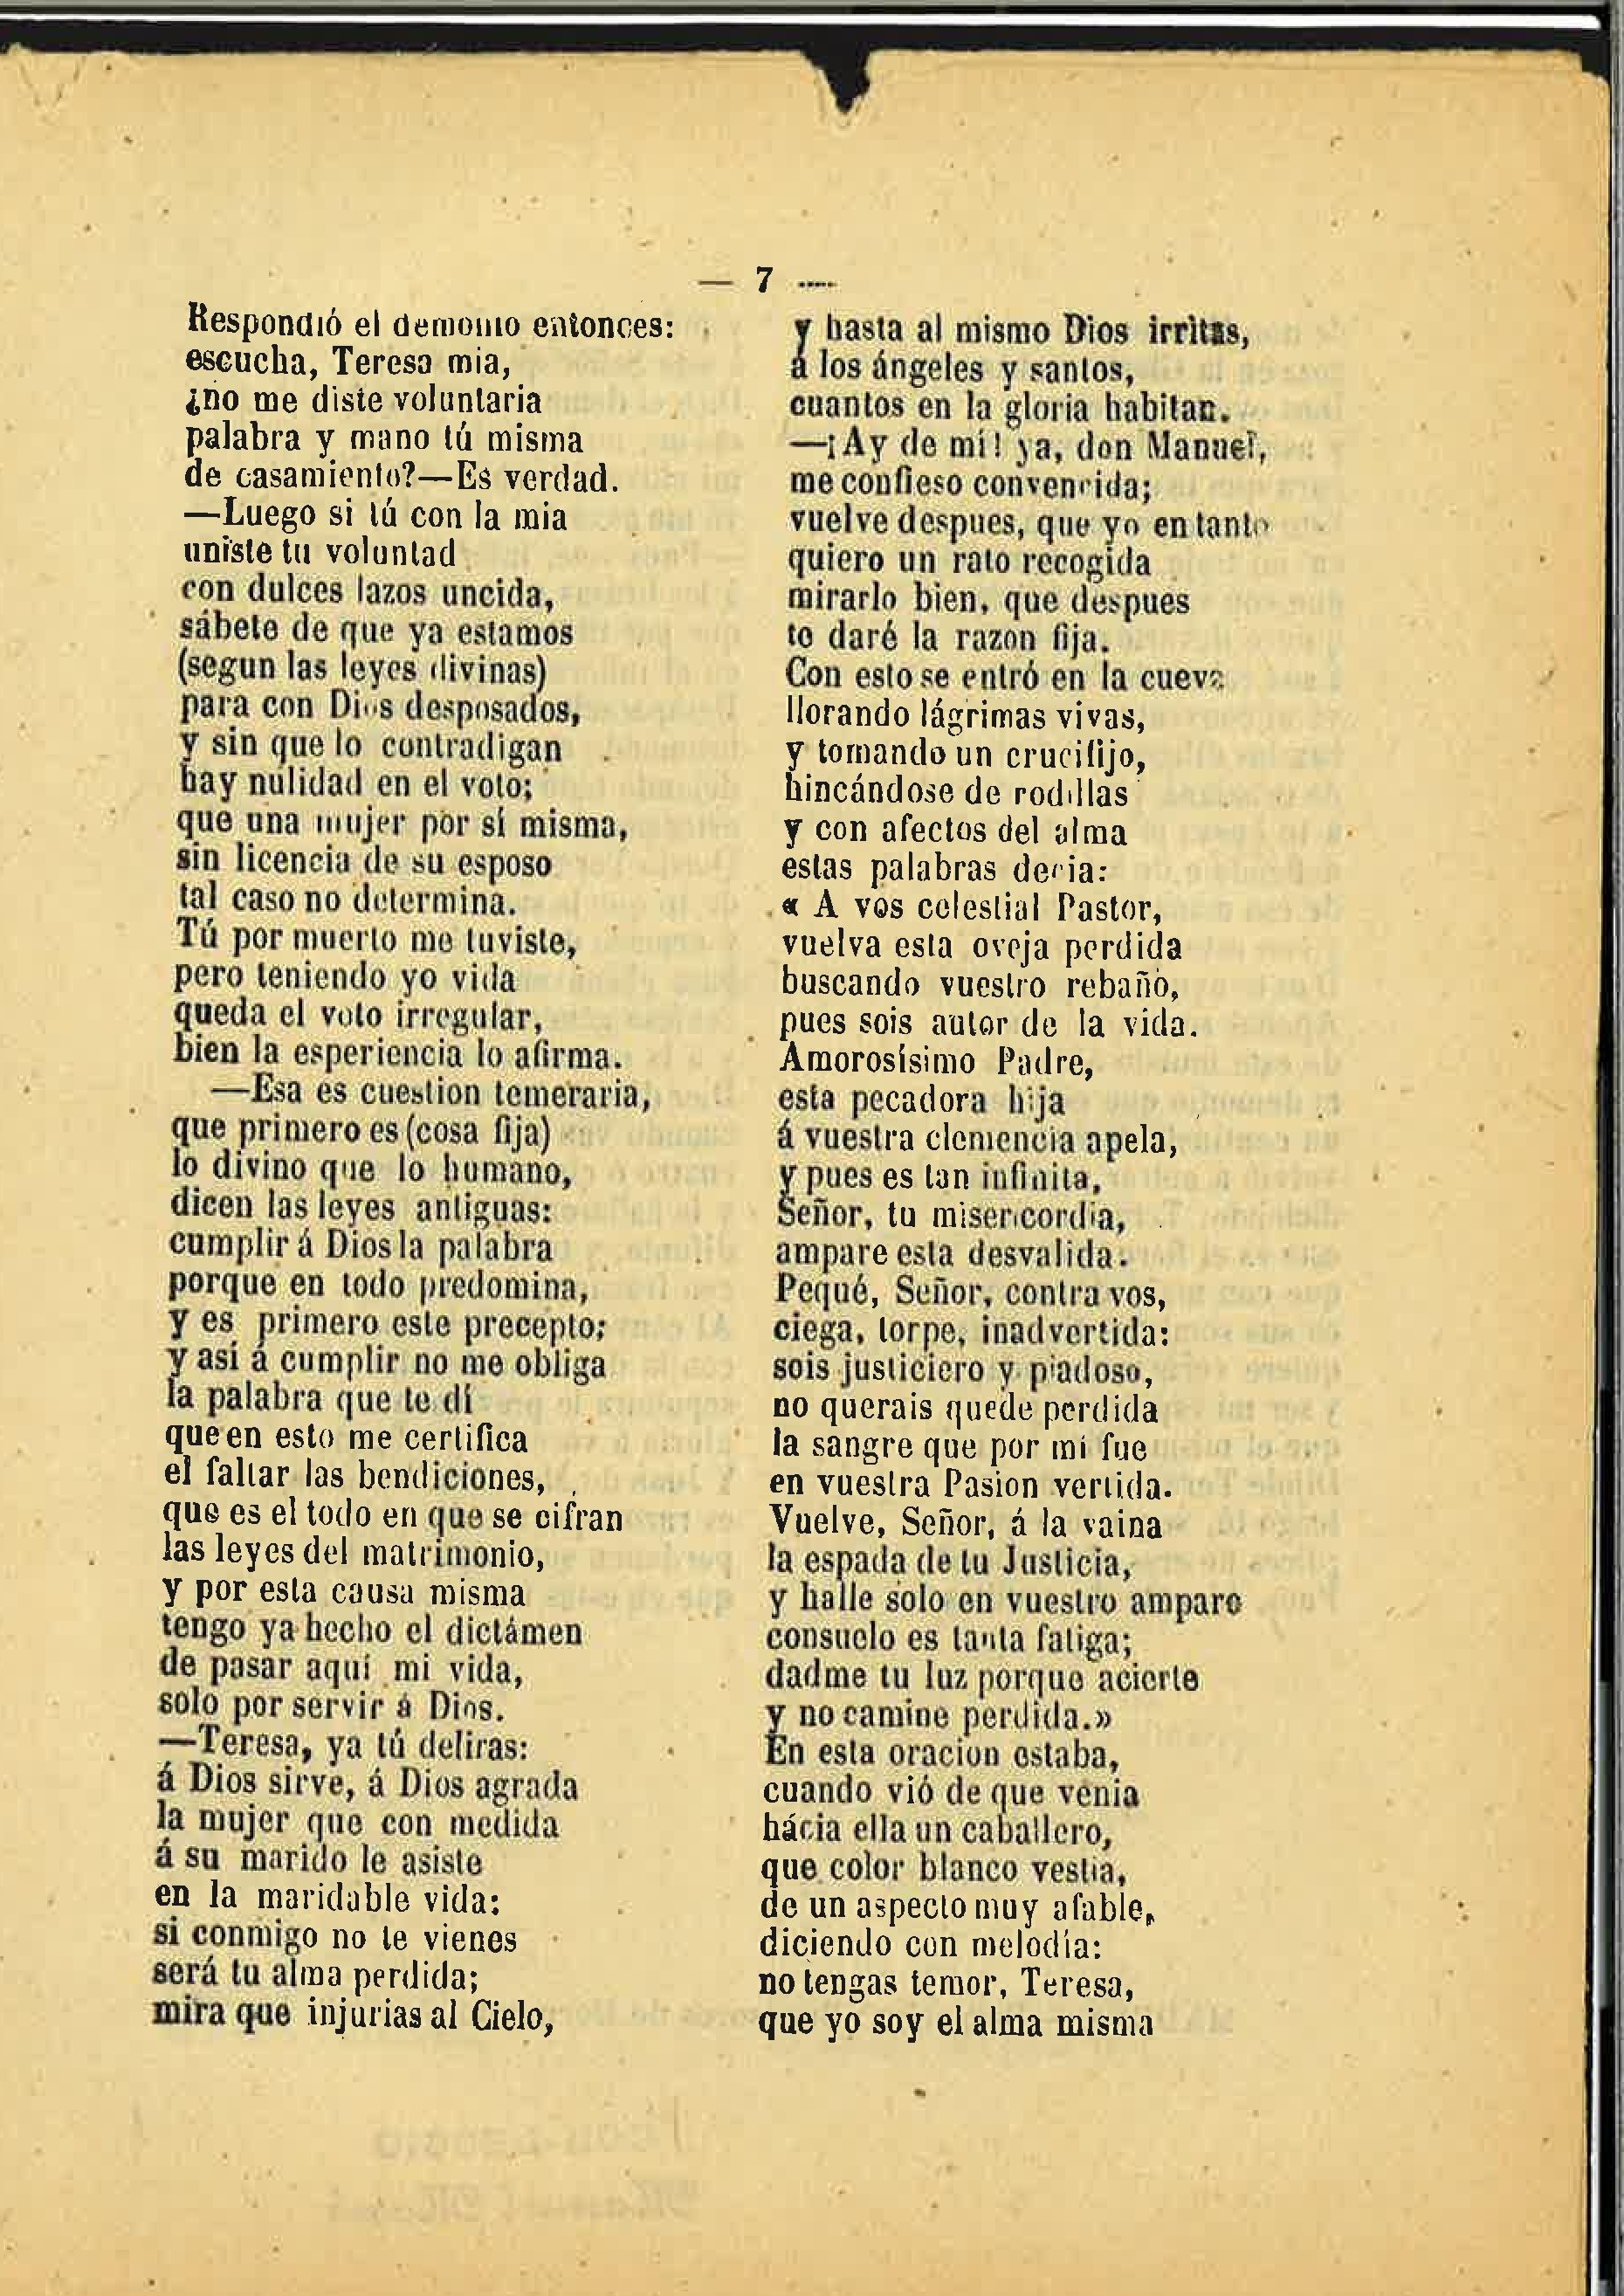 — 7 —
Respondió el demonio entonces:
escucha, Teresa mia,
¿no me diste voluntaria
palabra y mano tú misma
de casamiento?—Es verdad.
—Luego si tú con la mia
uniste tu voluntad
con dulces lazos uncida,
sábete de que ya estamos
(segun las leyes divinas)
para con Dios desposados,
y sin que lo contradigan
hay nulidad en el voto;
que una mujer por sí misma,
sin licencia de su esposo
tal caso no determina.
Tú por muerto me tuviste,
pero teniendo yo vida
queda el voto irregular,
bien la esperiencia lo afirma.
—Esa es cuestion temeraria,
que primero es (cosa fija)
lo divino que lo humano,
dicen las leyes antiguas:
cumplir á Dios la palabra
porque en todo predomina,
y es primero este precepto;
y asi á cumplir no me obliga
la palabra que te dí
que en esto me certifica
el faltar las bendiciones,
que es el todo en que se cifran
las leyes del matrimonio,
y por esta causa misma
tengo ya hecho el dictámen
de pasar aquí mi vida,
solo por servir á Dios.
—Teresa, ya tú deliras:
á Dios sirve, á Dios agrada
la mujer que con medida
á su marido le asiste
en la maridable vida:
si conmigo no te vienes
será tu alma perdida;
mira que injurias al Cielo,
y hasta al mismo Dios irritas,
á los ángeles y santos,
cuantos en la gloria habitan.
—¡Ay de mí! ya, don Manuel,
me confieso convencida;
vuelve despues, que yo en tanto
quiero un rato recogida
mirarlo bien, que despues
te daré la razon fija.
Con esto se entró en la cueva
llorando lágrimas vivas,
y tomando un crucifijo,
hincándose de rodillas
y con afectos del alma
estas palabras decia:
« A vos celestial Pastor,
vuelva esta oveja perdida
buscando vuestro rebaño,
pues sois autor de la vida.
Amorosísimo Padre,
esta pecadora hija
á vuestra clemencia apela,
y pues es tan infinita,
Señor, tu misericordia,
ampare esta desvalida.
Pequé, Señor, contra vos,
ciega, torpe, inadvertida:
sois justiciero y piadoso,
no querais quede perdida
la sangre que por mí fue
en vuestra Pasion vertida.
Vuelve, Señor, á la vaina
la espada de tu Justicia,
y halle solo en vuestro amparo
consuelo es tanta fatiga;
dadme tu luz porque acierte
y no camine perdida.»
En esta oracion estaba,
cuando vió de que venia
hácia ella un caballero,
que color blanco vestia,
de un aspecto muy afable,
diciendo con melodía:
no tengas temor, Teresa,
que yo soy el alma misma